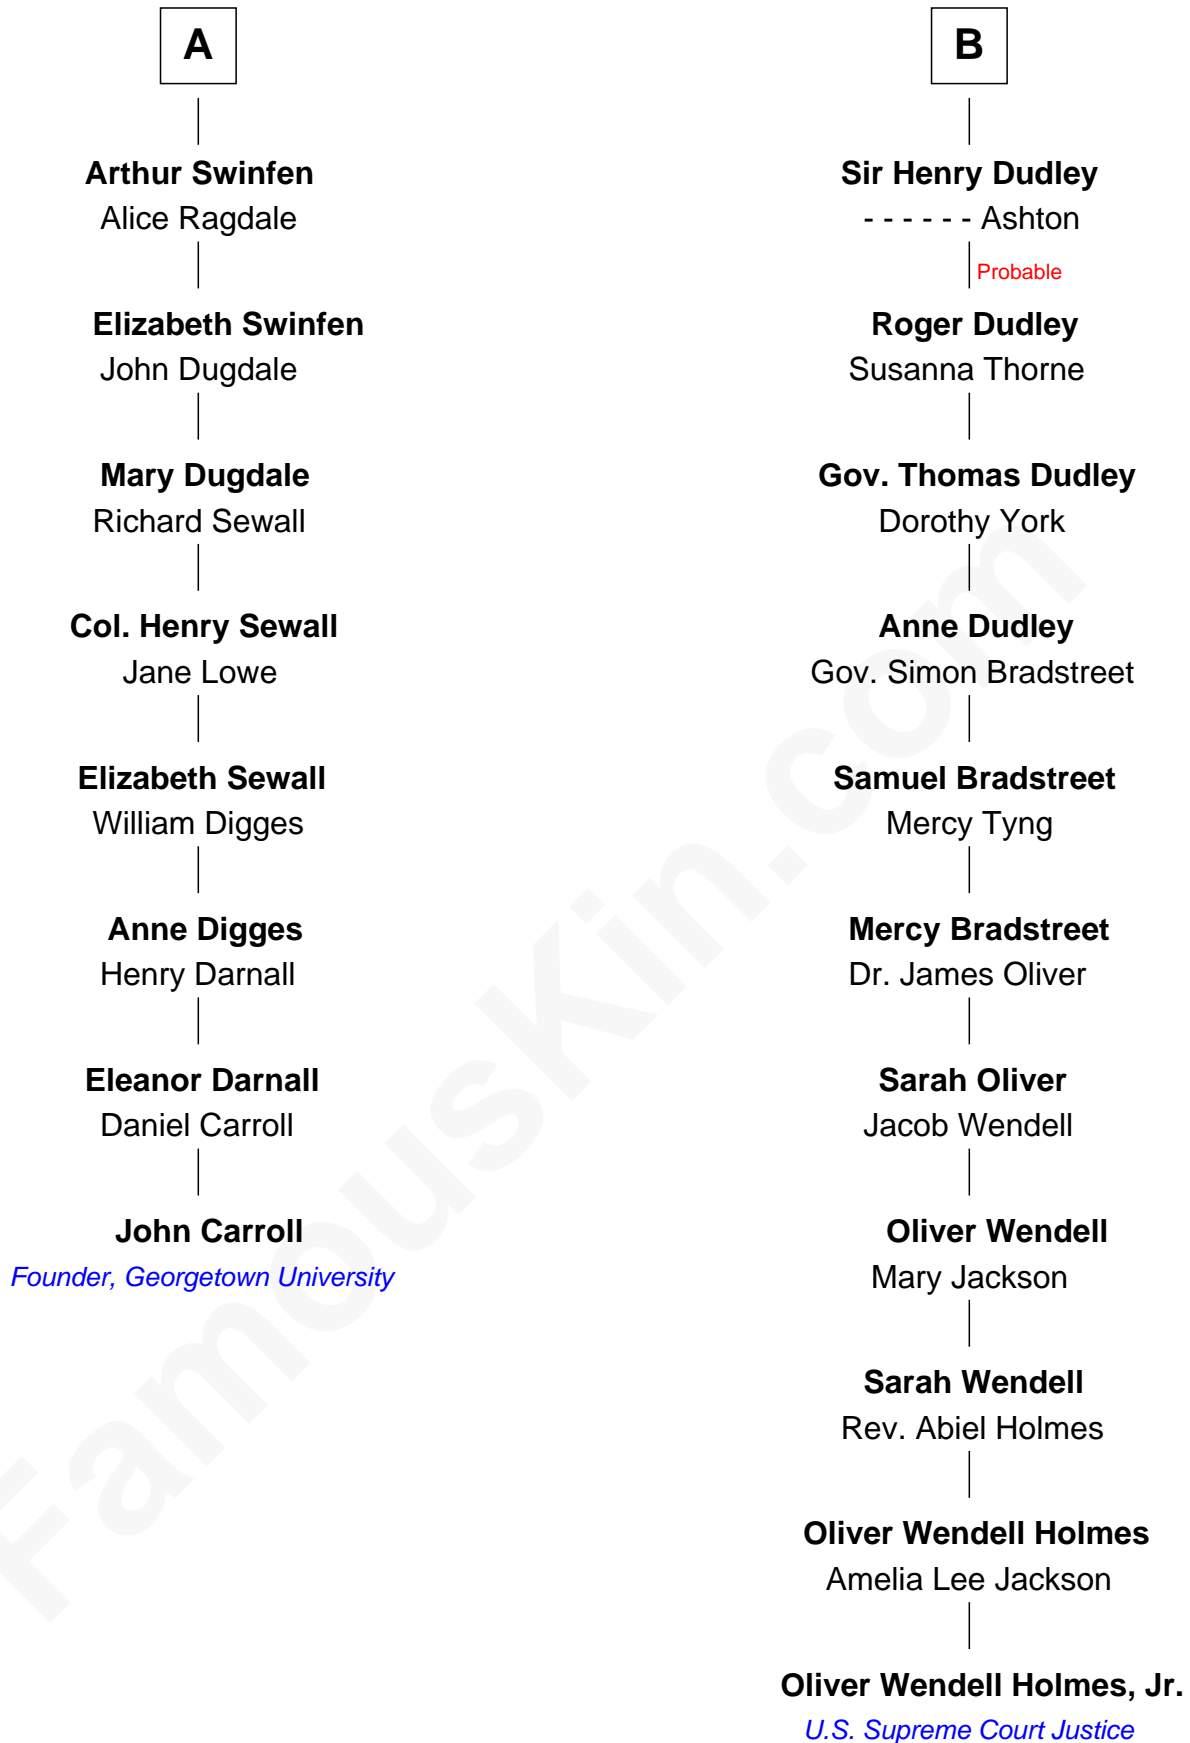 A
Arthur Swinfen
Alice Ragdale
Elizabeth Swinfen
John Dugdale
Mary Dugdale
Richard Sewall
Col. Henry Sewall
Jane Lowe
Elizabeth Sewall
William Digges
Anne Digges
Henry Darnall
Eleanor Darnall
Daniel Carroll
John Carroll
Founder, Georgetown University
B
Sir Henry Dudley
- - - - - - Ashton
Probable
Roger Dudley
Susanna Thorne
Gov. Thomas Dudley
Dorothy York
Anne Dudley
Gov. Simon Bradstreet
Samuel Bradstreet
Mercy Tyng
Mercy Bradstreet
Dr. James Oliver
Sarah Oliver
Jacob Wendell
Oliver Wendell
Mary Jackson
Sarah Wendell
Rev. Abiel Holmes
Oliver Wendell Holmes
Amelia Lee Jackson
Oliver Wendell Holmes, Jr.
U.S. Supreme Court Justice
FamousKin.com